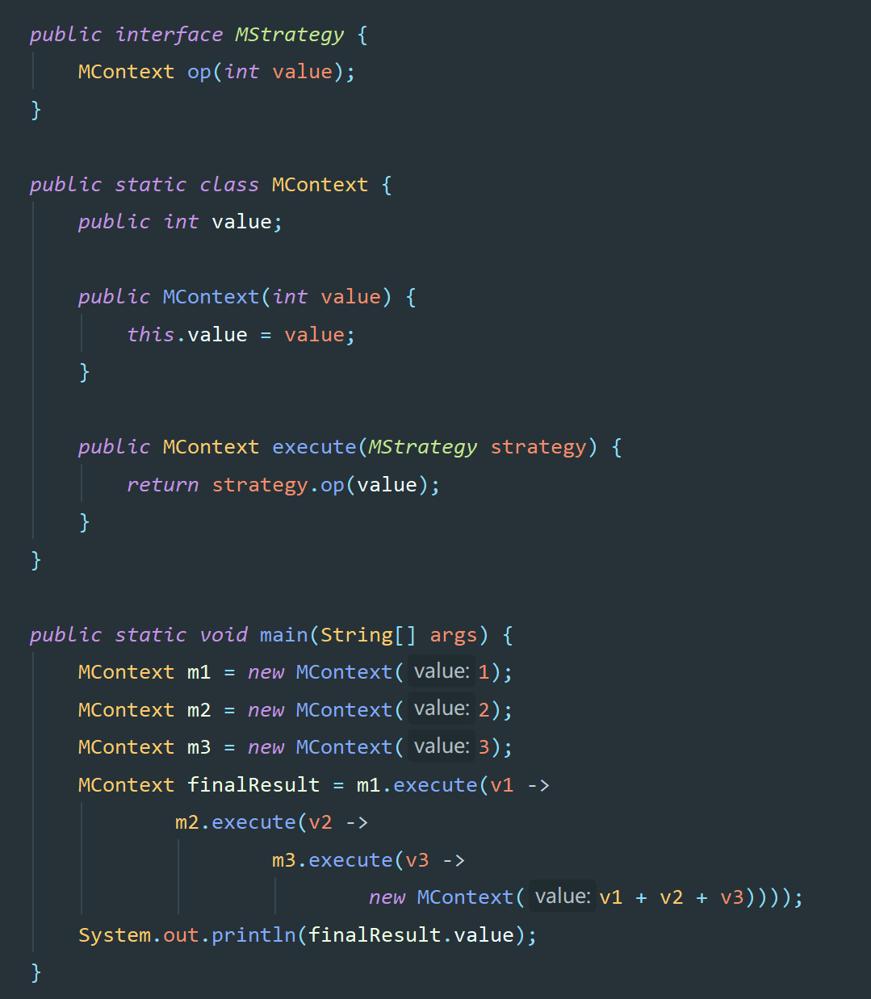 public interface MStrategy {
MContext op(int value);
}
public static class MContext {
public int value;
public MContext(int value) {
this.value = value;
}
public MContext execute(MStrategy strategy) {
return strategy.op(value);
}
}
public static void main(String[] args) {
MContext m1 = new MContext( value: 1);
MContext m2 = new MContext( value: 2);
MContext m3 = new MContext( value: 3);
MContext finalResult = m1.execute(v1 ->
m2.execute(v2 ->
m3.execute(v3 ->
new MContext( value: v1 + v2 + v3))));
System.out.println(finalResult.value);
}